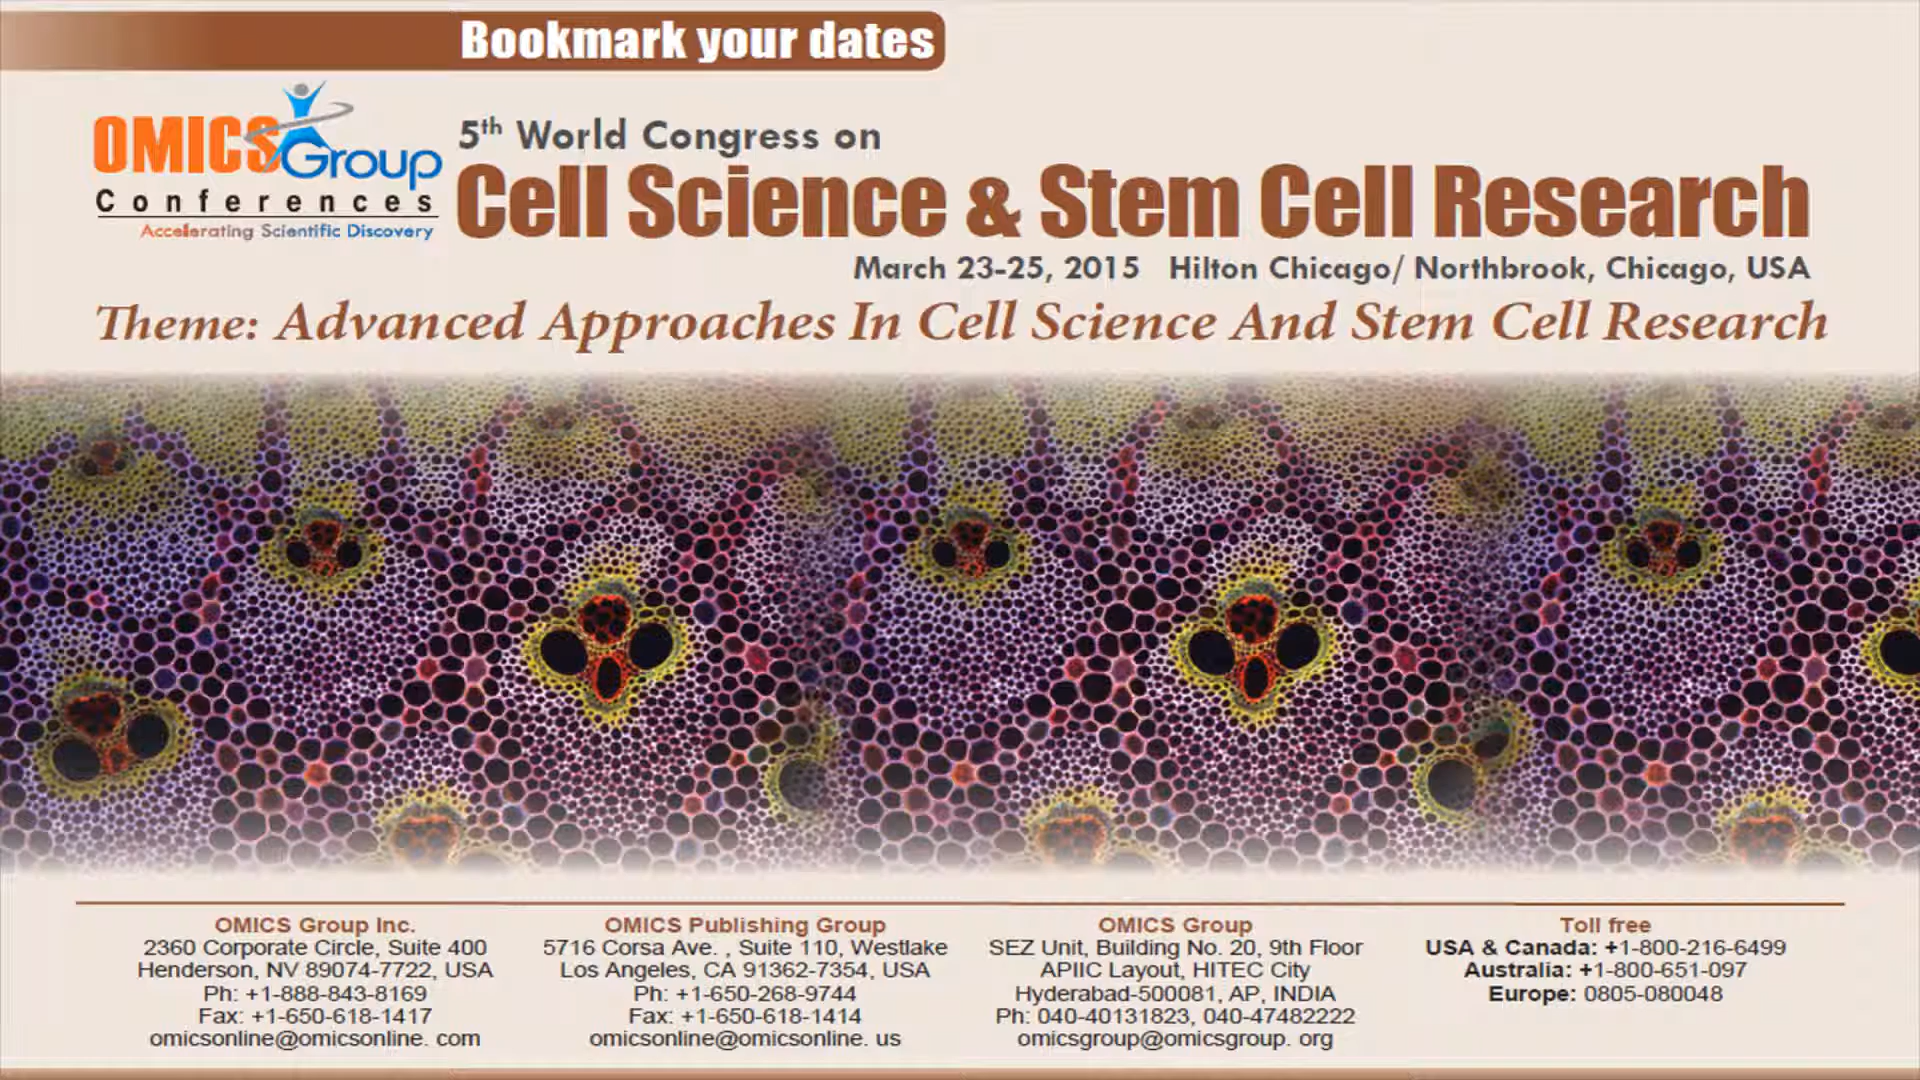 Bookmark your dates
OMICS Group
Conferences
Accelerating Scientific Discovery
5th World Congress on
Cell Science & Stem Cell Research
March 23-25, 2015 Hilton Chicago/ Northbrook, Chicago, USA
Theme: Advanced Approaches In Cell Science And Stem Cell Research
OMICS Group Inc.
2360 Corporate Circle, Suite 400
Henderson, NV 89074-7722, USA
Ph: +1-888-843-8169
Fax: +1-650-618-1417
omicsonline@omicsonline. com
OMICS Publishing Group
5716 Corsa Ave. , Suite 110, Westlake
Los Angeles, CA 91362-7354, USA
Ph: +1-650-268-9744
Fax: +1-650-618-1414
omicsonline@omicsonline. us
OMICS Group
SEZ Unit, Building No. 20, 9th Floor
APIIC Layout, HITEC City
Hyderabad-500081, AP, INDIA
Ph: 040-40131823, 040-47482222
omicsgroup@omicsgroup. org
Toll free
USA & Canada: +1-800-216-6499
Australia: +1-800-651-097
Europe: 0805-080048